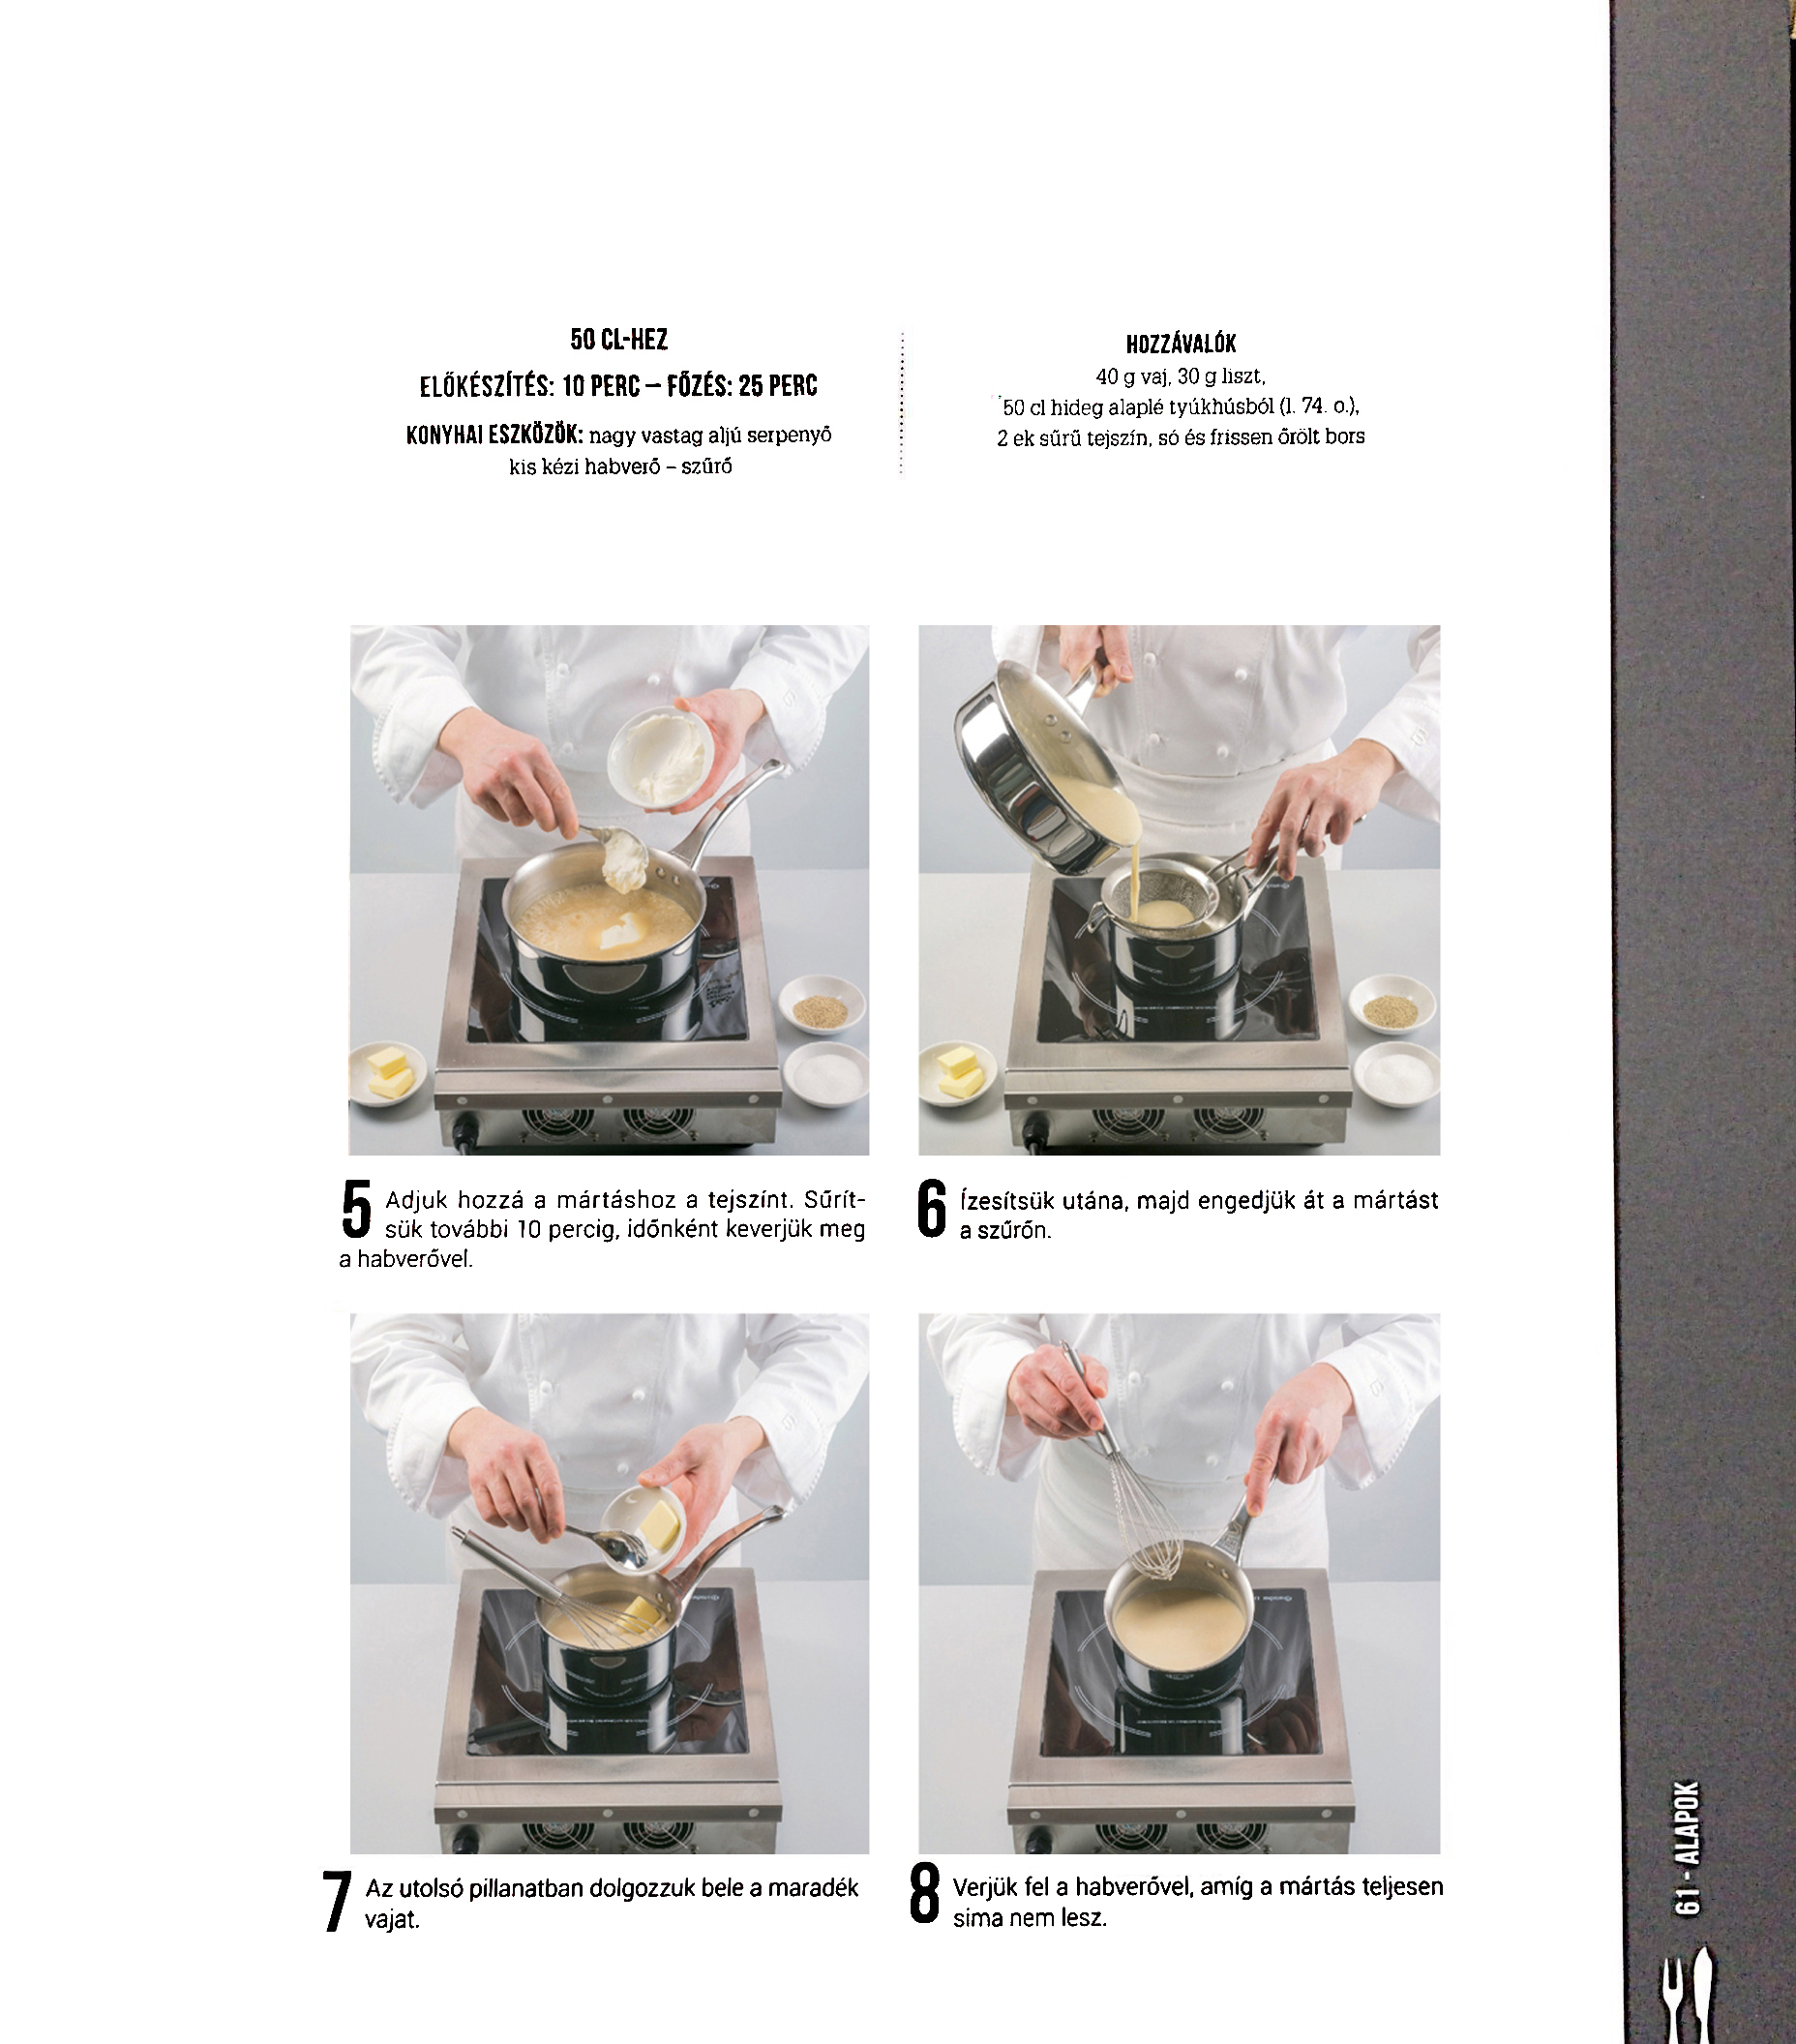 50 CL-HEZ
ELŐKÉSZÍTÉS: 10 PERC – FŐZÉS: 25 PERC
KONYHAI ESZKÖZÖK: nagy vastag aljú serpenyő
kis kézi habverő – szűrő
HOZZÁVALÓK
40 g vaj, 30 g liszt,
50 cl hideg alaplé tyúkhúsból (l. 74. o.),
2 ek sűrű tejszín, só és frissen őrölt bors
5 Adjuk hozzá a mártáshoz a tejszínt. Sűrít-
sük további 10 percig, időnként keverjük meg
a habverővel.
6 Ízesítsük utána, majd engedjük át a mártást
a szűrőn.
7 Az utolsó pillanatban dolgozzuk bele a maradék
vajat.
8 Verjük fel a habverővel, amíg a mártás teljesen
sima nem lesz.
61 - ALAPOK